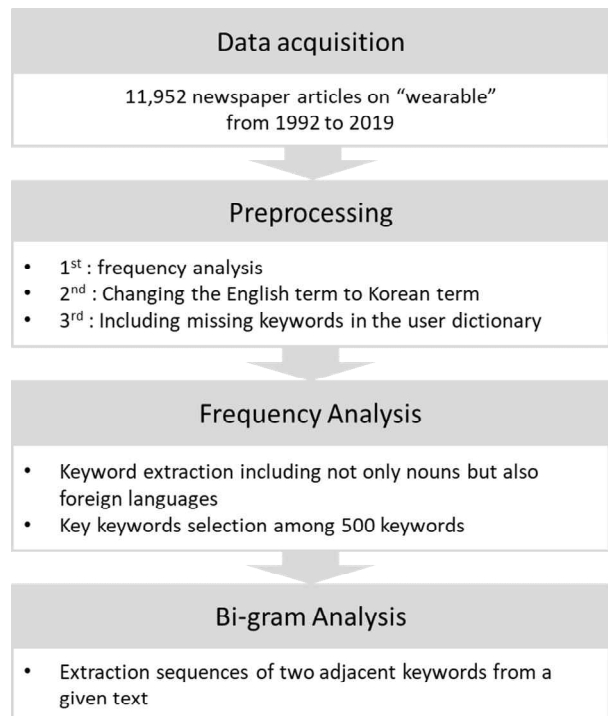 Data acquisition
11,952 newspaper articles on “wearable”
from 1992 to 2019
Preprocessing
• 1st : frequency analysis
• 2nd : Changing the English term to Korean term
• 3rd : Including missing keywords in the user dictionary
Frequency Analysis
• Keyword extraction including not only nouns but also
foreign languages
• Key keywords selection among 500 keywords
Bi-gram Analysis
• Extraction sequences of two adjacent keywords from a
given text